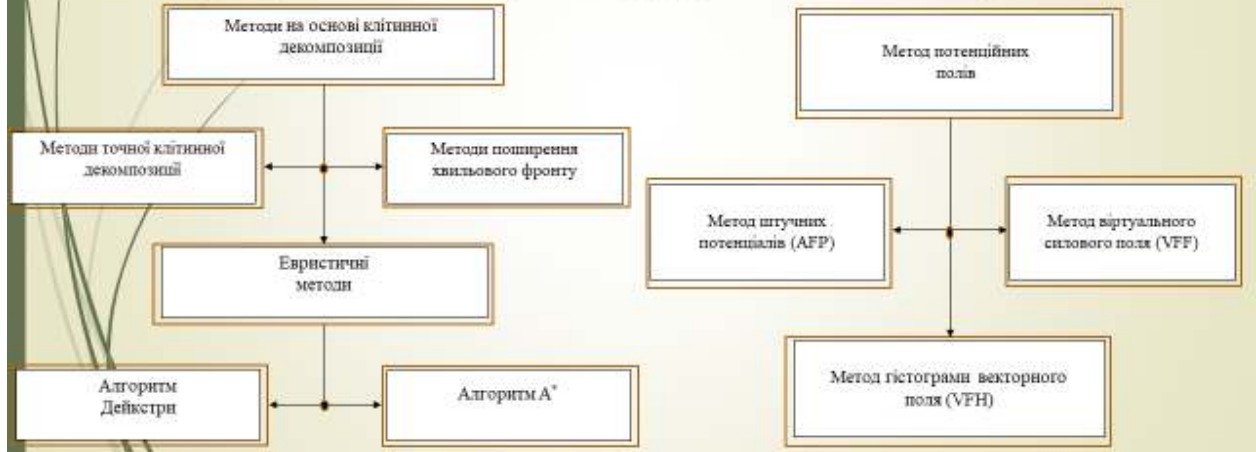 Методи на основі клітинної
декомпозиції
Методи точної клітинної
декомпозиції
Методи поширення
хвильового фронту
Евристичні
методи
Алгоритм
Дейкстри
Алгоритм А*
Метод потенційних
полів
Метод штучних
потенціалів (AFP)
Метод віртуального
силового поля (VFF)
Метод гістограми векторного
поля (VFH)